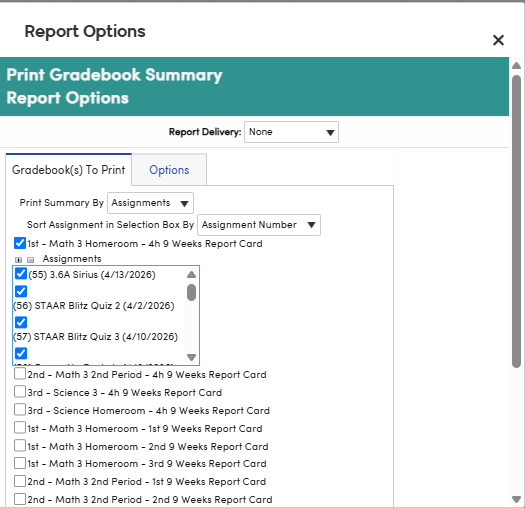 Report Options
×
Print Gradebook Summary
Report Options
Report Delivery: None
Gradebook(s) To Print Options
Print Summary By Assignments
Sort Assignment in Selection Box By Assignment Number
1st - Math 3 Homeroom - 4h 9 Weeks Report Card
Assignments
(55) 3.6A Sirius (4/13/2026)
(56) STAAR Blitz Quiz 2 (4/2/2026)
(57) STAAR Blitz Quiz 3 (4/10/2026)
2nd - Math 3 2nd Period - 4h 9 Weeks Report Card
3rd - Science 3 - 4h 9 Weeks Report Card
3rd - Science Homeroom - 4h 9 Weeks Report Card
1st - Math 3 Homeroom - 1st 9 Weeks Report Card
1st - Math 3 Homeroom - 2nd 9 Weeks Report Card
1st - Math 3 Homeroom - 3rd 9 Weeks Report Card
2nd - Math 3 2nd Period - 1st 9 Weeks Report Card
2nd - Math 3 2nd Period - 2nd 9 Weeks Report Card